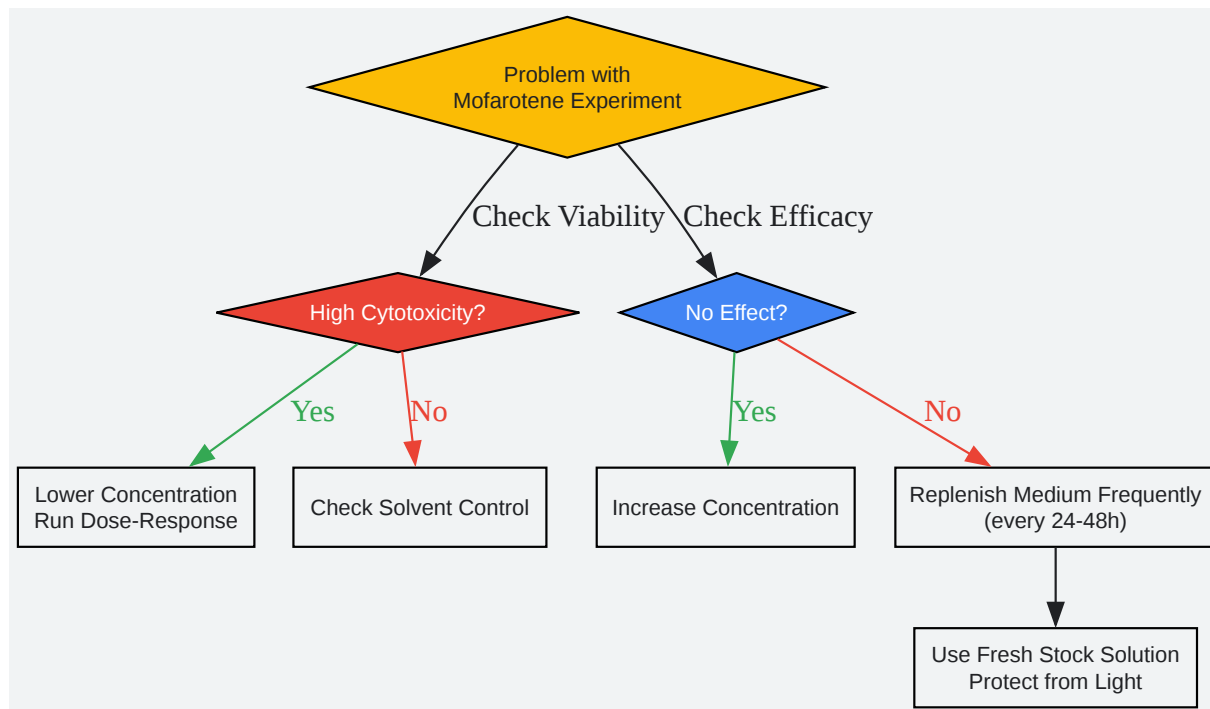 Problem with
Mofarotene Experiment
Check Viability
Check Efficacy
High Cytotoxicity?
No Effect?
Yes
No
Yes
No
Lower Concentration
Run Dose-Response
Check Solvent Control
Increase Concentration
Replenish Medium Frequently
(every 24-48h)
Use Fresh Stock Solution
Protect from Light